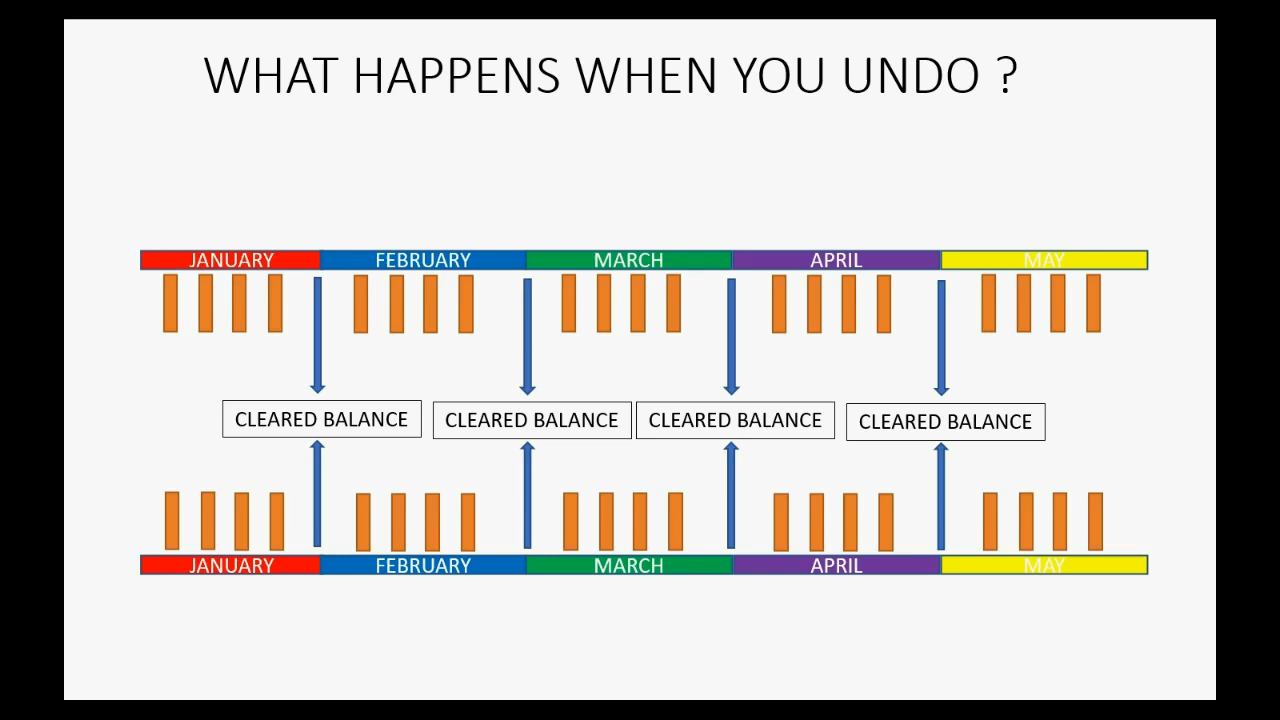 WHAT HAPPENS WHEN YOU UNDO ?
JANUARY FEBRUARY MARCH APRIL MAY
CLEARED BALANCE CLEARED BALANCE CLEARED BALANCE CLEARED BALANCE
JANUARY FEBRUARY MARCH APRIL MAY